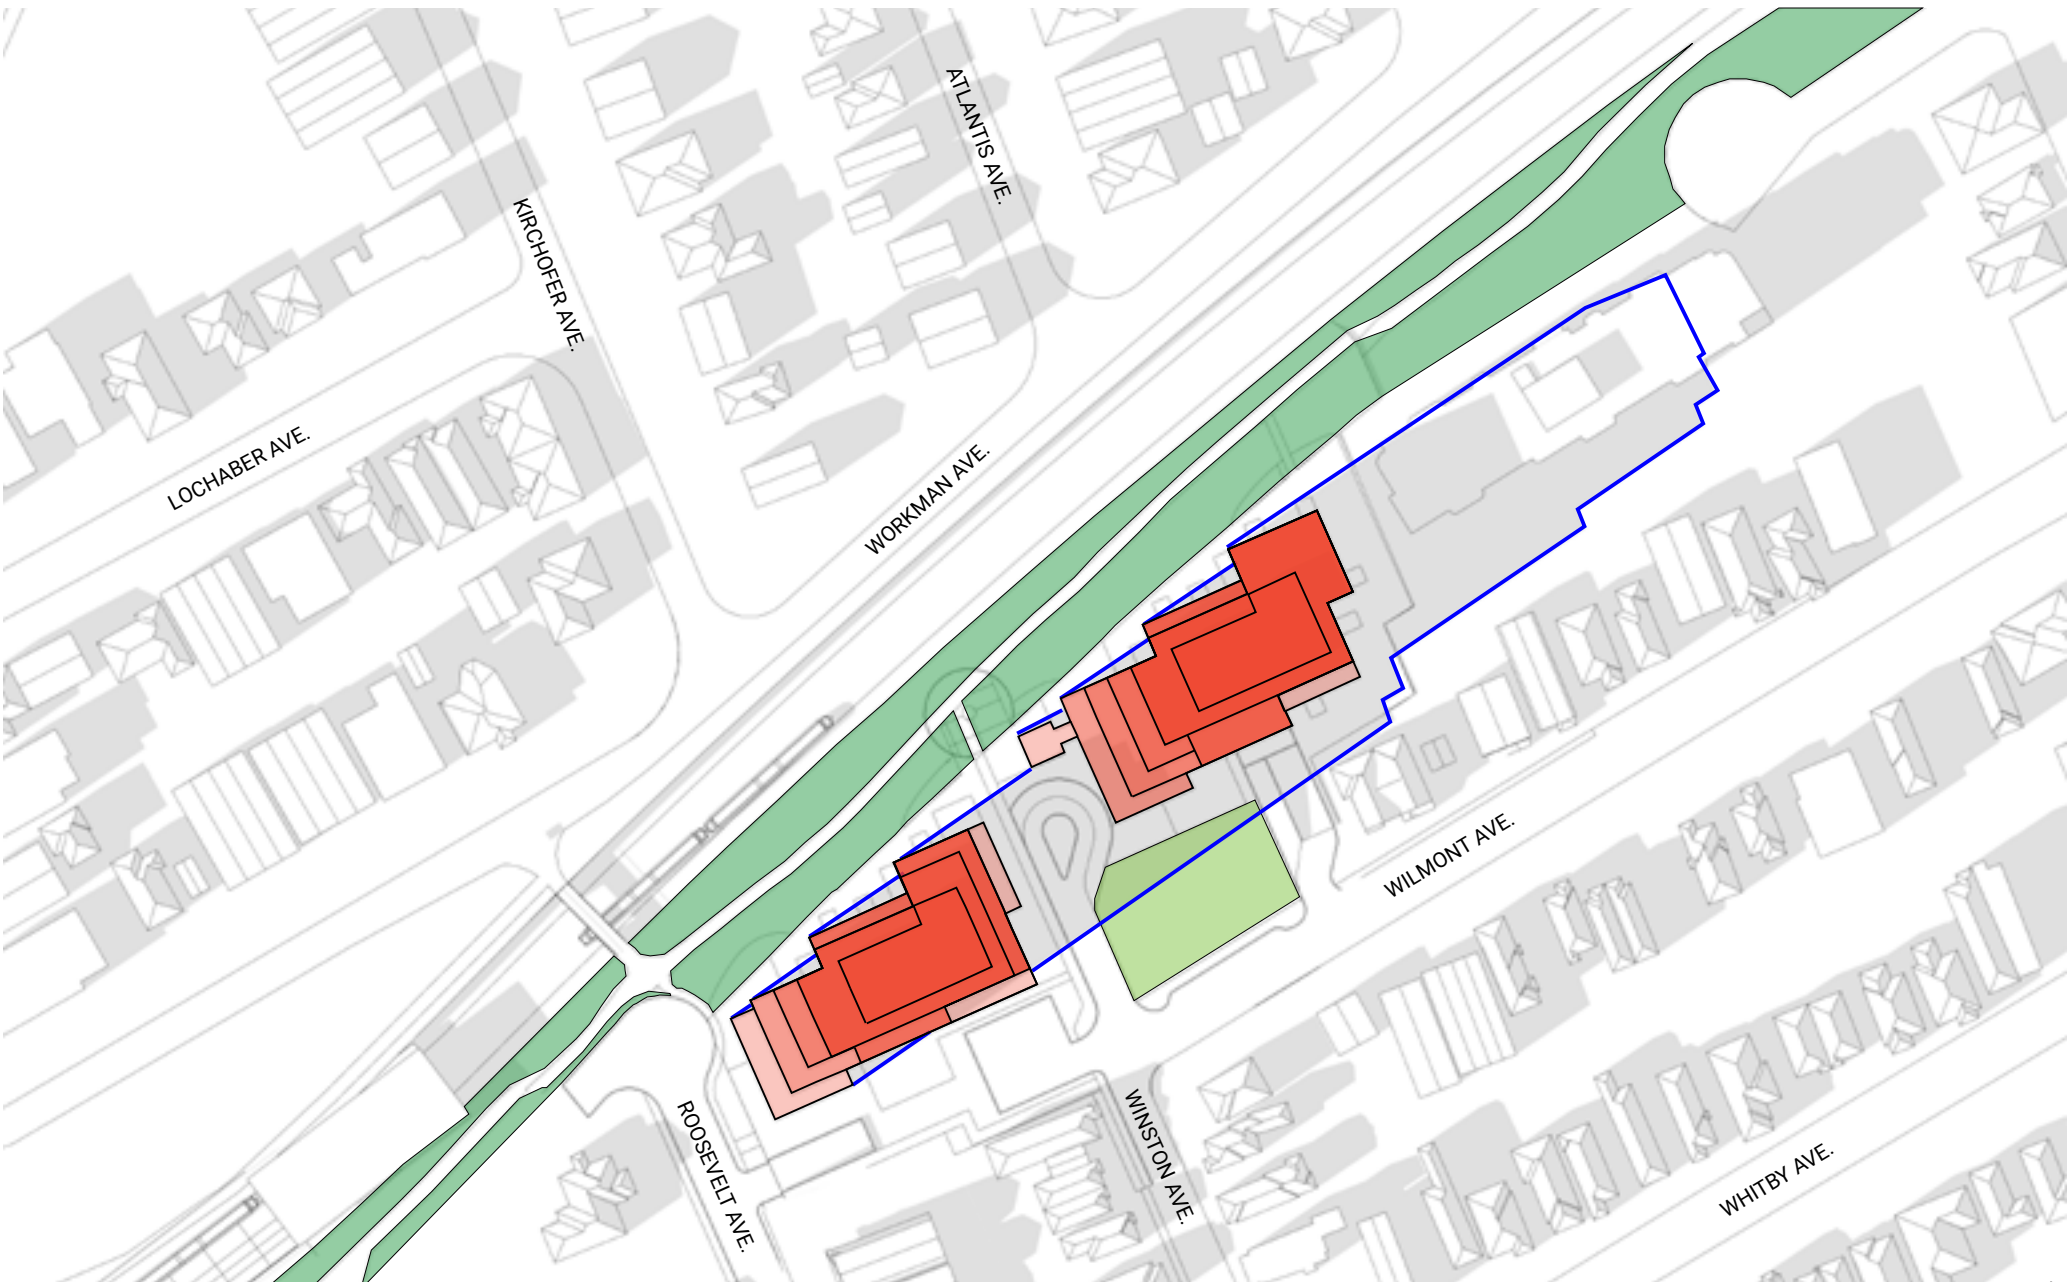 ATLANTIS AVE.
KIRCHOFER AVE.
LOCHABER AVE.
WORKMAN AVE.
WILMONT AVE.
ROOSEVELT AVE.
WINSTON AVE.
WHITBY AVE.